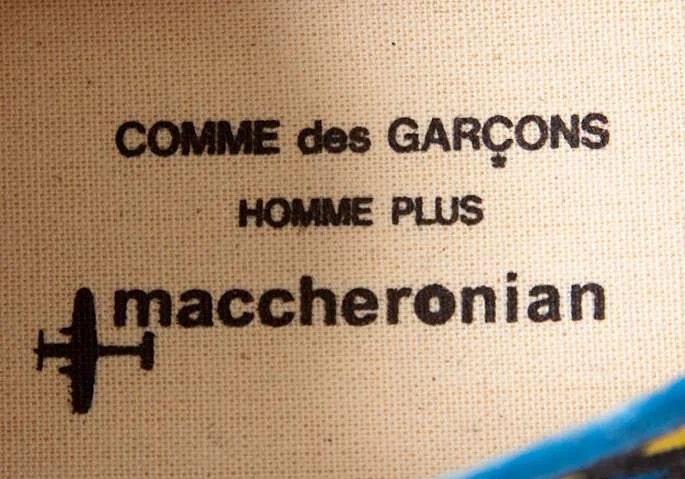 COMME des GARÇONS
HOMME PLUS
maccheronian